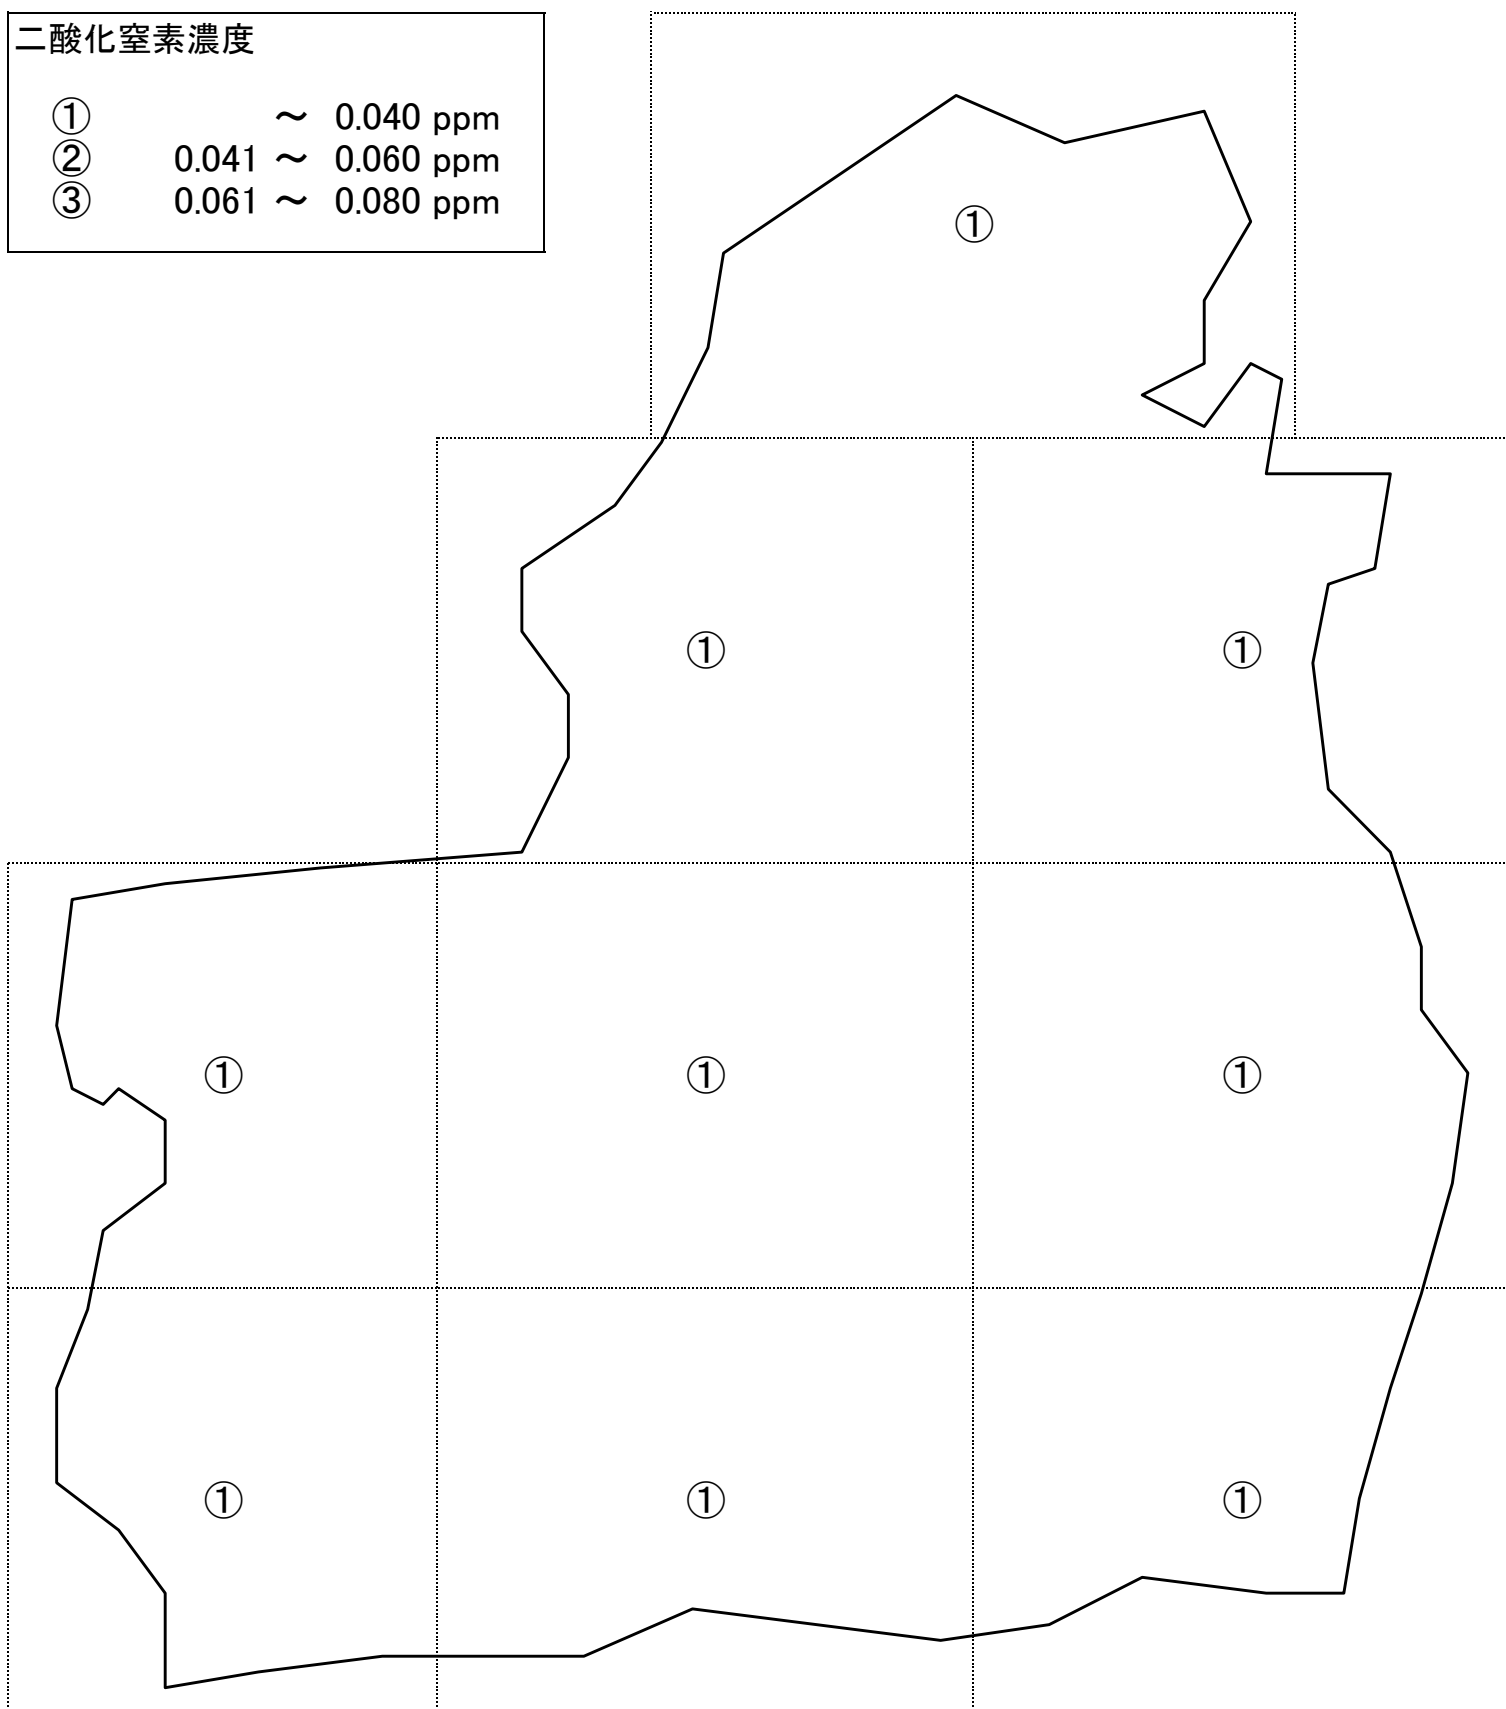 二酸化窒素濃度
① ～ 0.040 ppm
② 0.041 ～ 0.060 ppm
③ 0.061 ～ 0.080 ppm
①
① ①
① ① ①
① ① ①